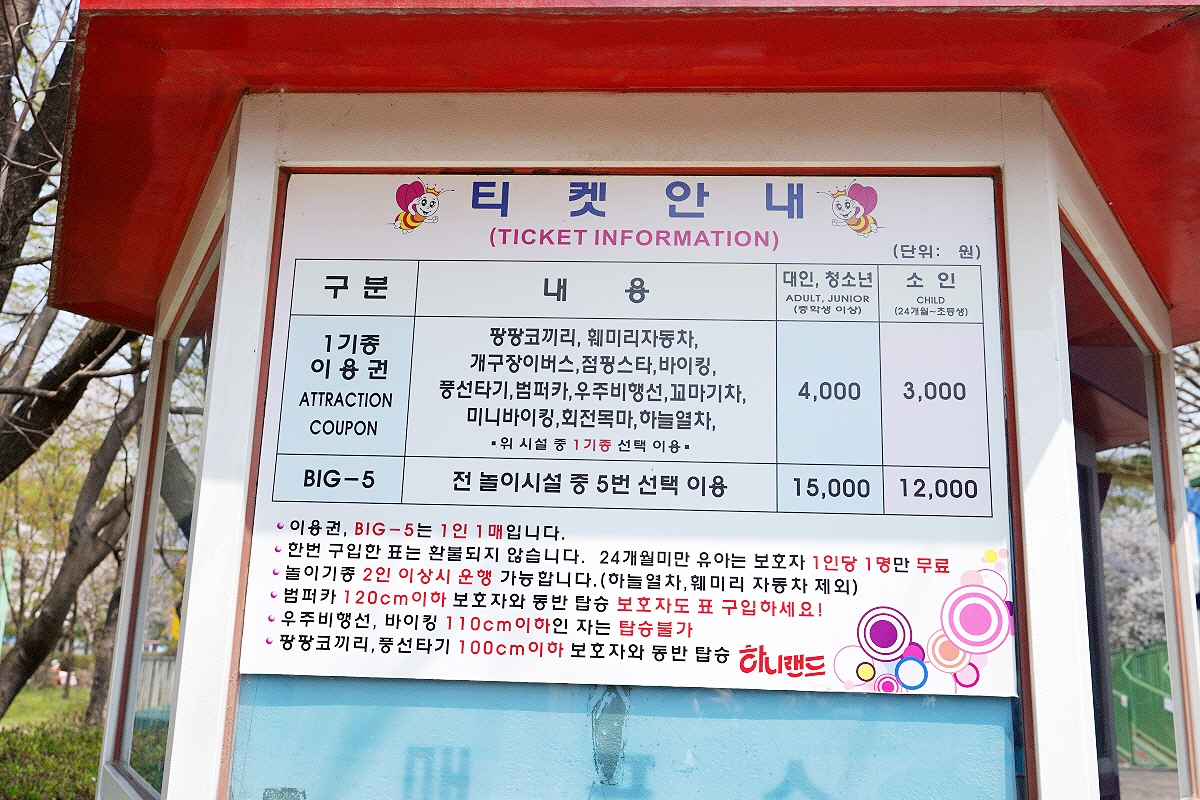 티켓안내
(TICKET INFORMATION)
(단위: 원)
구분 내용 대인, 청소년 ADULT, JUNIOR (중학생 이상) 소인 CHILD (24개월~초등생)
1기종
이용권
ATTRACTION
COUPON
팡팡코끼리, 훼미리자동차,
개구장이버스,점핑스타,바이킹,
풍선타기,범퍼카,우주비행선,꼬마기차,
미니바이킹,회전목마,하늘열차,
▪위 시설 중 1기종 선택 이용▪
4,000 3,000
BIG-5 전 놀이시설 중 5번 선택 이용 15,000 12,000
• 이용권, BIG-5는 1인 1매입니다.
• 한번 구입한 표는 환불되지 않습니다. 24개월미만 유아는 보호자 1인당 1명만 무료
• 놀이기종 2인 이상시 운행 가능합니다.(하늘열차,훼미리 자동차 제외)
• 범퍼카 120cm이하 보호자와 동반 탑승 보호자도 표 구입하세요!
• 우주비행선, 바이킹 110cm이하인 자는 탑승불가
• 팡팡코끼리,풍선타기 100cm이하 보호자와 동반 탑승
하니랜드